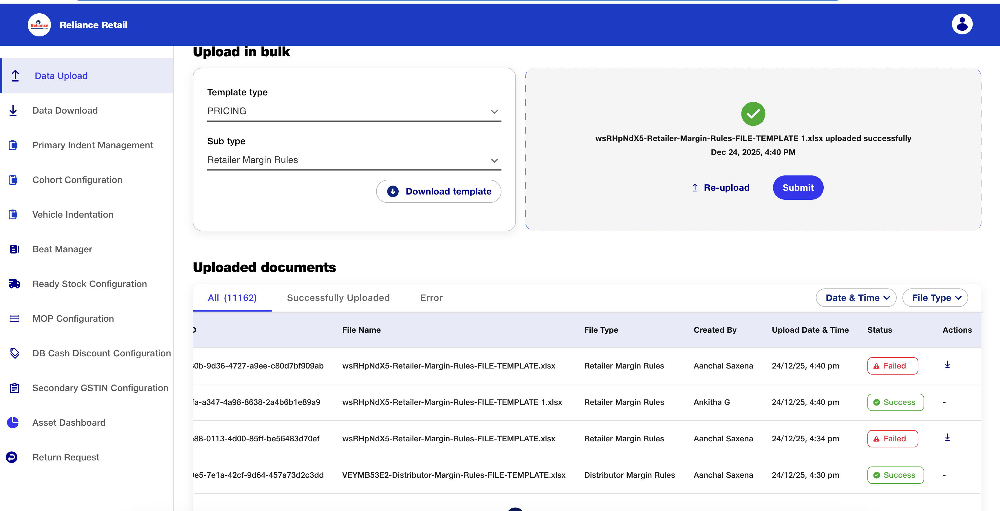 Reliance
Reliance Retail
Data Upload
Data Download
Primary Indent Management
Cohort Configuration
Vehicle Indentation
Beat Manager
Ready Stock Configuration
MOP Configuration
DB Cash Discount Configuration
Secondary GSTIN Configuration
Asset Dashboard
Return Request
Upload in bulk
Template type
PRICING
Sub type
Retailer Margin Rules
Download template
wsRHpNdX5-Retailer-Margin-Rules-FILE-TEMPLATE 1.xlsx uploaded successfully
Dec 24, 2025, 4:40 PM
Re-upload Submit
Uploaded documents
All (11162) Successfully Uploaded Error Date & Time File Type
File Name File Type Created By Upload Date & Time Status Actions
0b-9d36-4727-a9ee-c80d7bf909ab wsRHpNdX5-Retailer-Margin-Rules-FILE-TEMPLATE.xlsx Retailer Margin Rules Aanchal Saxena 24/12/25, 4:40 pm Failed
fa-a347-4a98-8638-2a4b6b1e89a9 wsRHpNdX5-Retailer-Margin-Rules-FILE-TEMPLATE 1.xlsx Retailer Margin Rules Ankitha G 24/12/25, 4:40 pm Success -
88-0113-4d00-85ff-be56483d70ef wsRHpNdX5-Retailer-Margin-Rules-FILE-TEMPLATE.xlsx Retailer Margin Rules Aanchal Saxena 24/12/25, 4:34 pm Failed
e5-7e1a-42cf-9d64-457a73d2c3dd VEYMB53E2-Distributor-Margin-Rules-FILE-TEMPLATE.xlsx Distributor Margin Rules Aanchal Saxena 24/12/25, 4:30 pm Success -